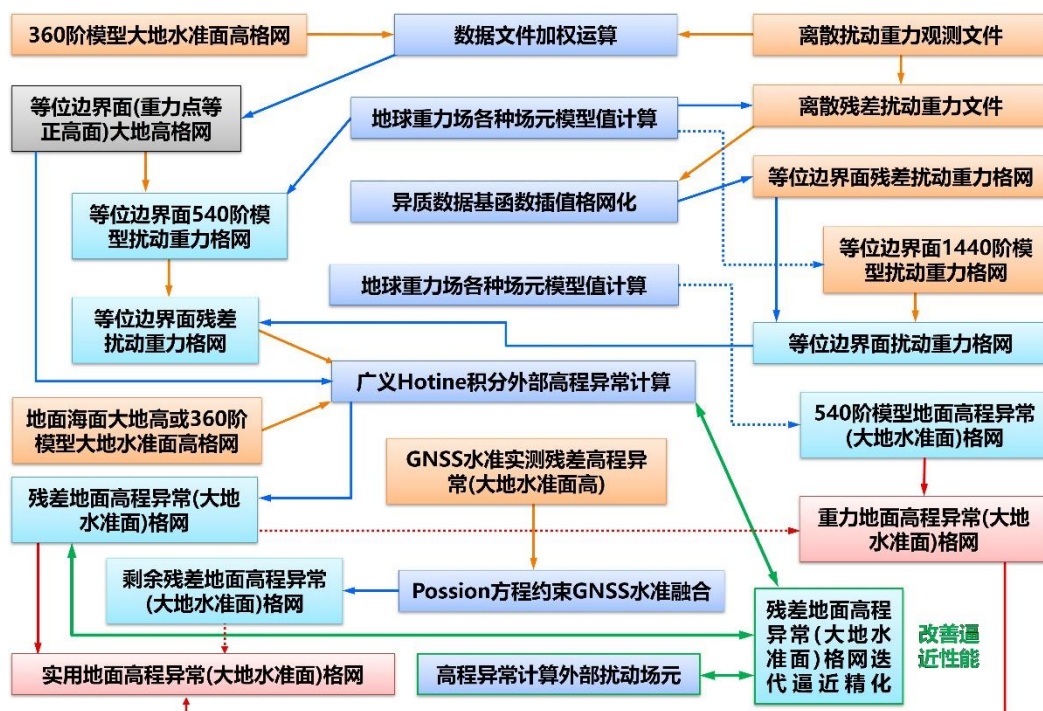 360阶模型大地水准面高格网
数据文件加权运算
离散扰动重力观测文件
等位边界面(重力点等
正高面)大地高格网
地球重力场各种场元模型值计算
离散残差扰动重力文件
异质数据基函数插值格网化
等位边界面残差扰动重力格网
等位边界面540阶模
型扰动重力格网
等位边界面1440阶模
型扰动重力格网
地球重力场各种场元模型值计算
等位边界面残差
扰动重力格网
等位边界面扰动重力格网
广义Hotine积分外部高程异常计算
地面海面大地高或360阶
模型大地水准面高格网
540阶模型地面高程异常
(大地水准面)格网
GNSS水准实测残差高程异
常(大地水准面高)
残差地面高程异常(大地
水准面)格网
重力地面高程异常(大地
水准面)格网
剩余残差地面高程异常
(大地水准面)格网
Possion方程约束GNSS水准融合
残差地面高程
异常(大地水
准面)格网迭
代逼近精化
改善逼
近性能
实用地面高程异常(大地水准面)格网
高程异常计算外部扰动场元